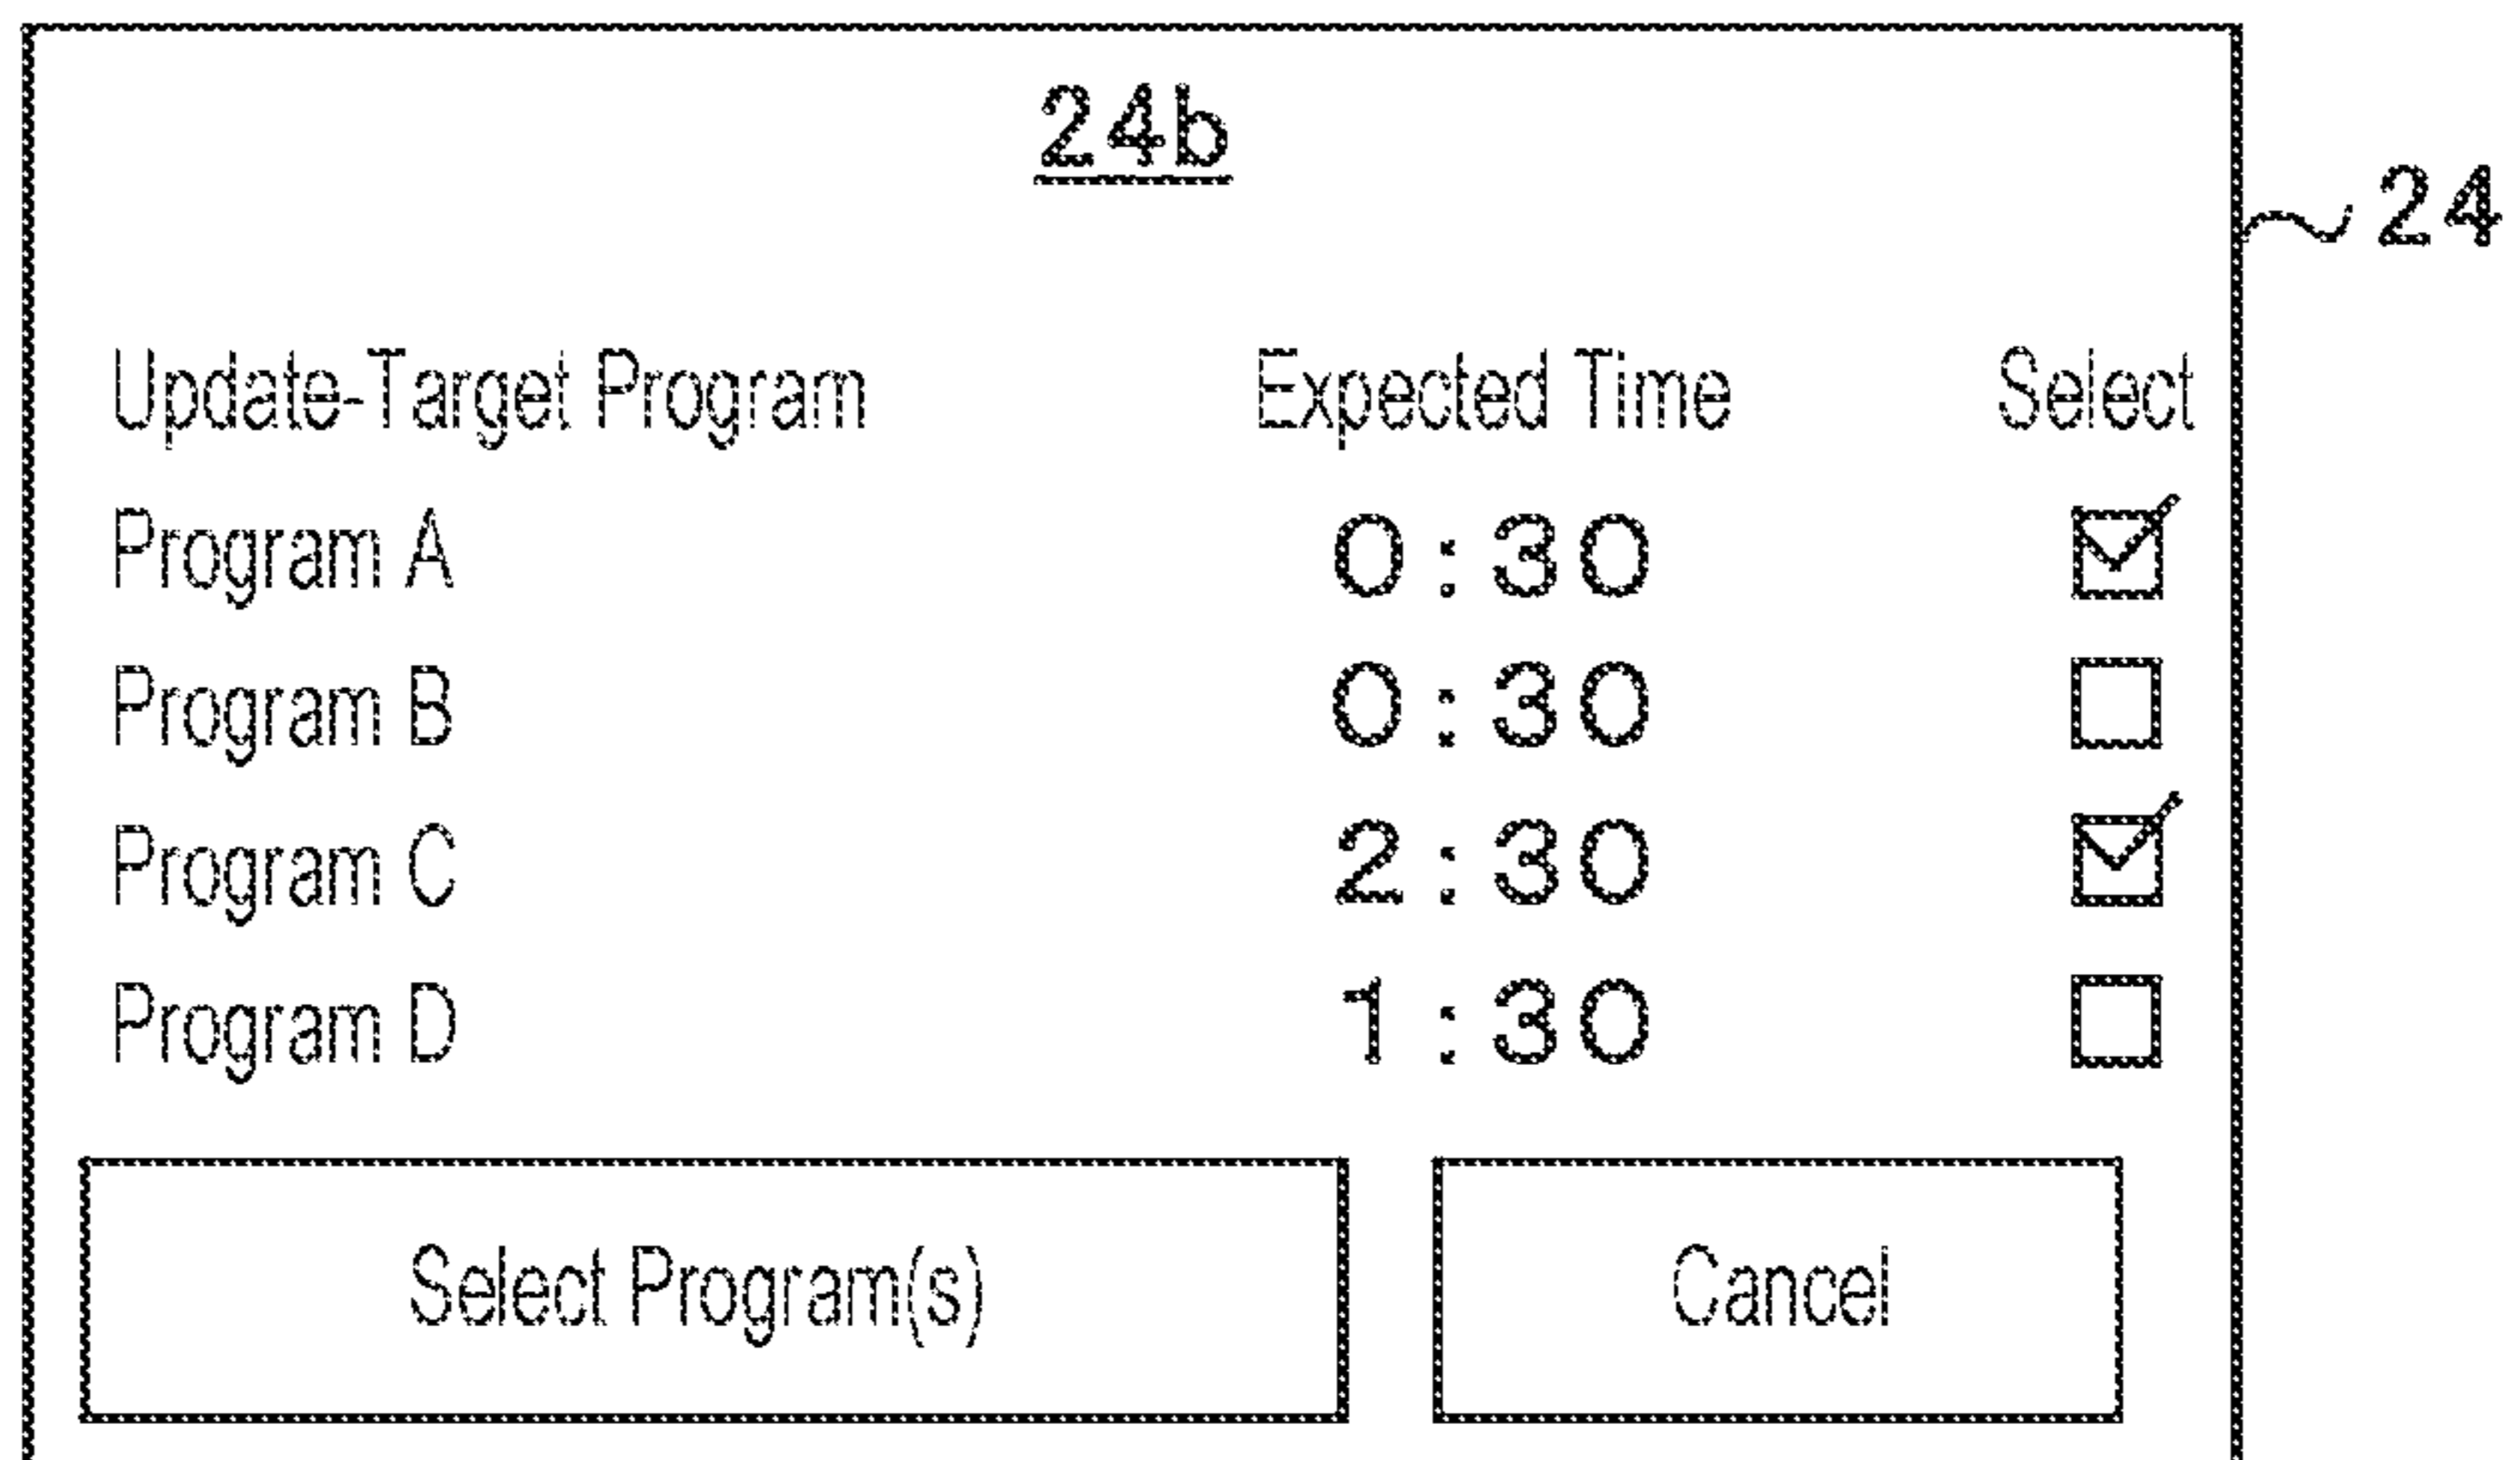 24b
24
Update-Target Program Expected Time Select
Program A 0:30
Program B 0:30
Program C 2:30
Program D 1:30
Select Program(s) Cancel